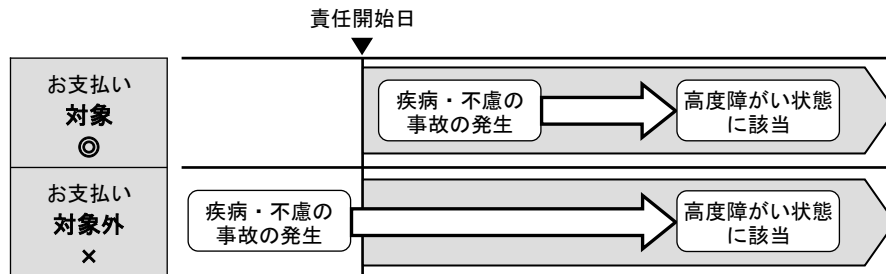 責任開始日
お支払い
対象
◎
疾病・不慮の
事故の発生
高度障がい状態
に該当
お支払い
対象外
×
疾病・不慮の
事故の発生
高度障がい状態
に該当